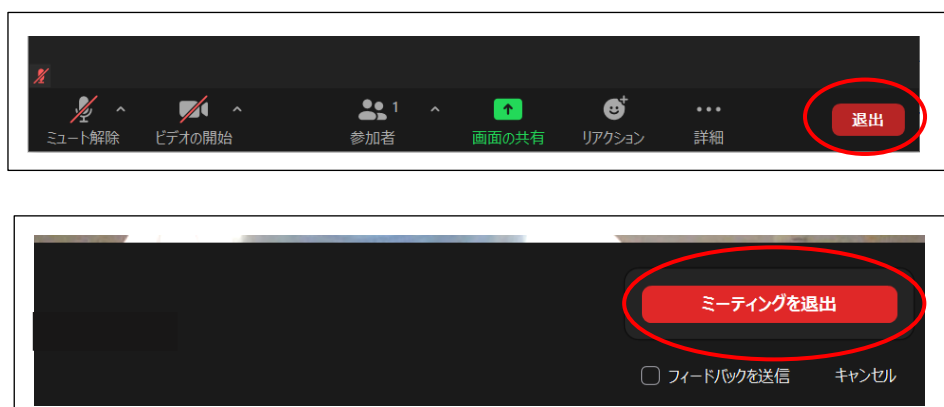 1
ミュート解除 ビデオの開始 参加者 画面の共有 リアクション 詳細 退出
ミーティングを退出
フィードバックを送信 キャンセル